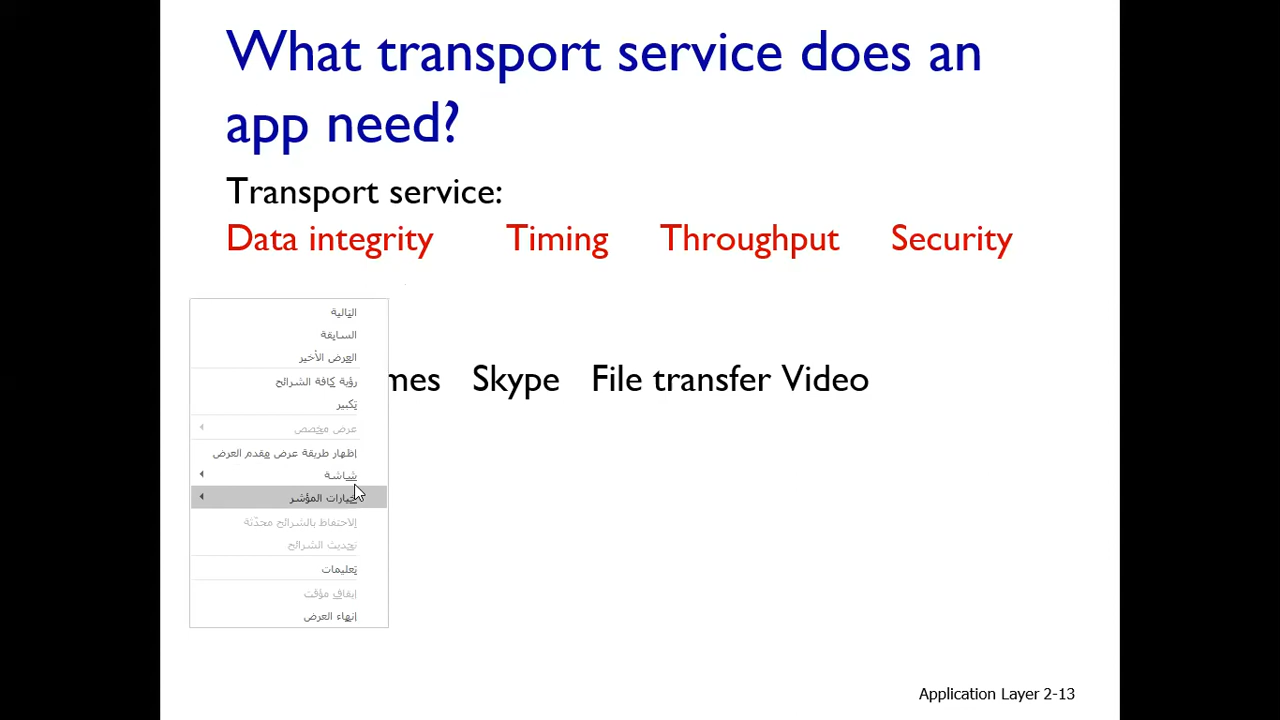 What transport service does an
app need?
Transport service:
Data integrity Timing Throughput Security
mes Skype File transfer Video
التالية
السابقة
العرض الأخير
رؤية كافة الشرائح
تكبير
عرض مخصص
إظهار طريقة عرض مقدم العرض
شاشة
خيارات المؤشر
الاحتفاظ بالشرائح محدّثة
تحديث الشرائح
تعليمات
إيقاف مؤقت
إنهاء العرض
Application Layer 2-13